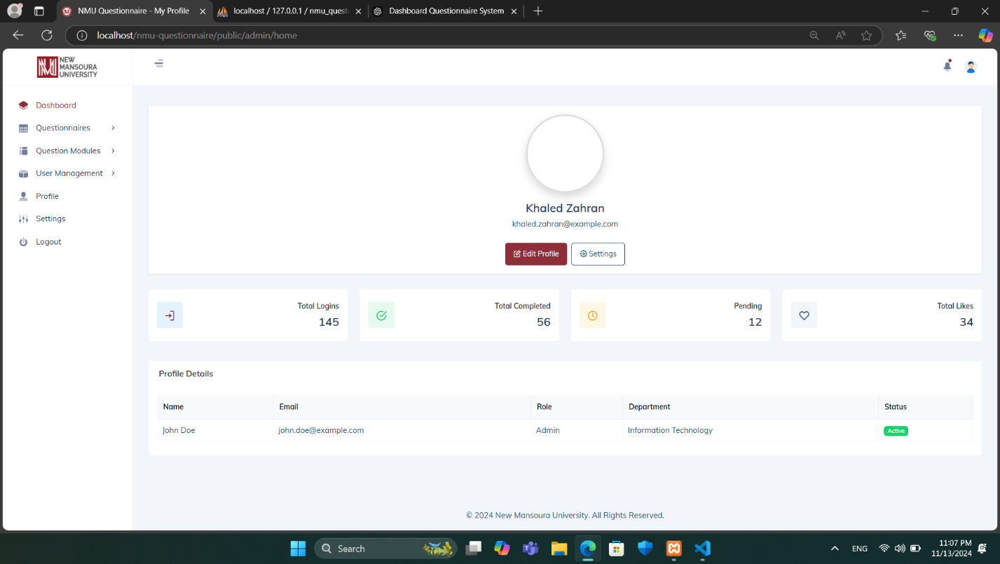 NMU Questionnaire - My Profile
localhost / 127.0.0.1 / nmu_questi
Dashboard Questionnaire System
localhost/nmu-questionnaire/public/admin/home
NMU
NEW
MANSOURA
UNIVERSITY
Dashboard
Questionnaires
Question Modules
User Management
Profile
Settings
Logout
Khaled Zahran
khaled.zahran@example.com
Edit Profile
Settings
Total Logins
145
Total Completed
56
Pending
12
Total Likes
34
Profile Details
Name Email Role Department Status
John Doe john.doe@example.com Admin Information Technology Active
© 2024 New Mansoura University. All Rights Reserved.
Search
ENG
11:07 PM
11/13/2024